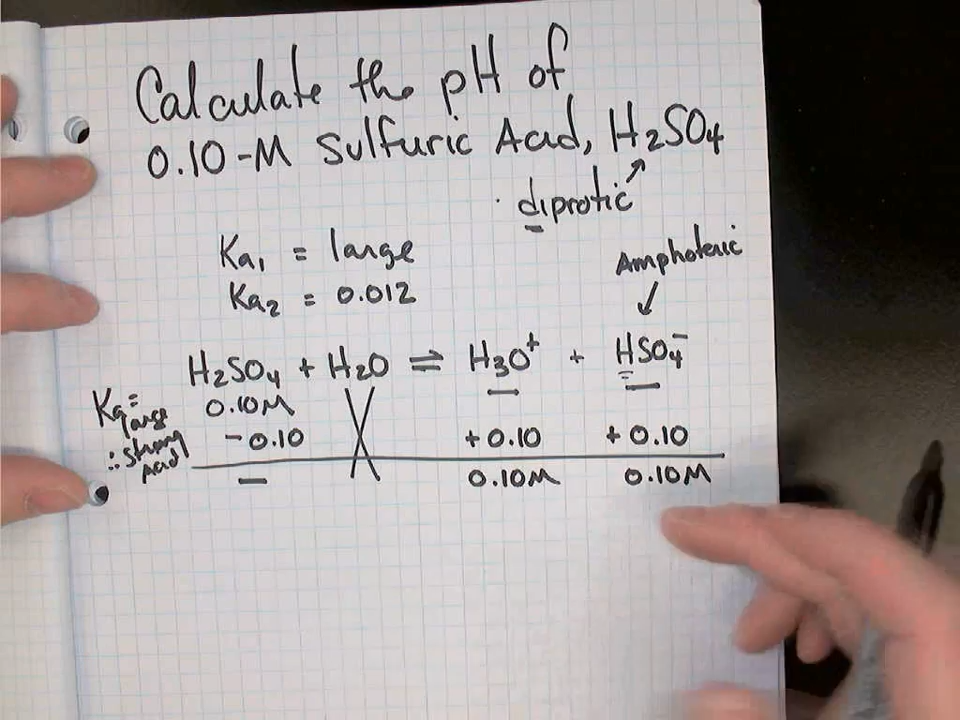 Calculate the pH of
0.10-M Sulfuric Acid, H₂SO₄
diprotic
Ka₁ = large
Ka₂ = 0.012
Amphoteric
H₂SO₄ + H₂O ⇌ H₃O⁺ + HSO₄⁻
Ka = large
∴ strong Acid
0.10M
-0.10 +0.10 +0.10
— 0.10M 0.10M